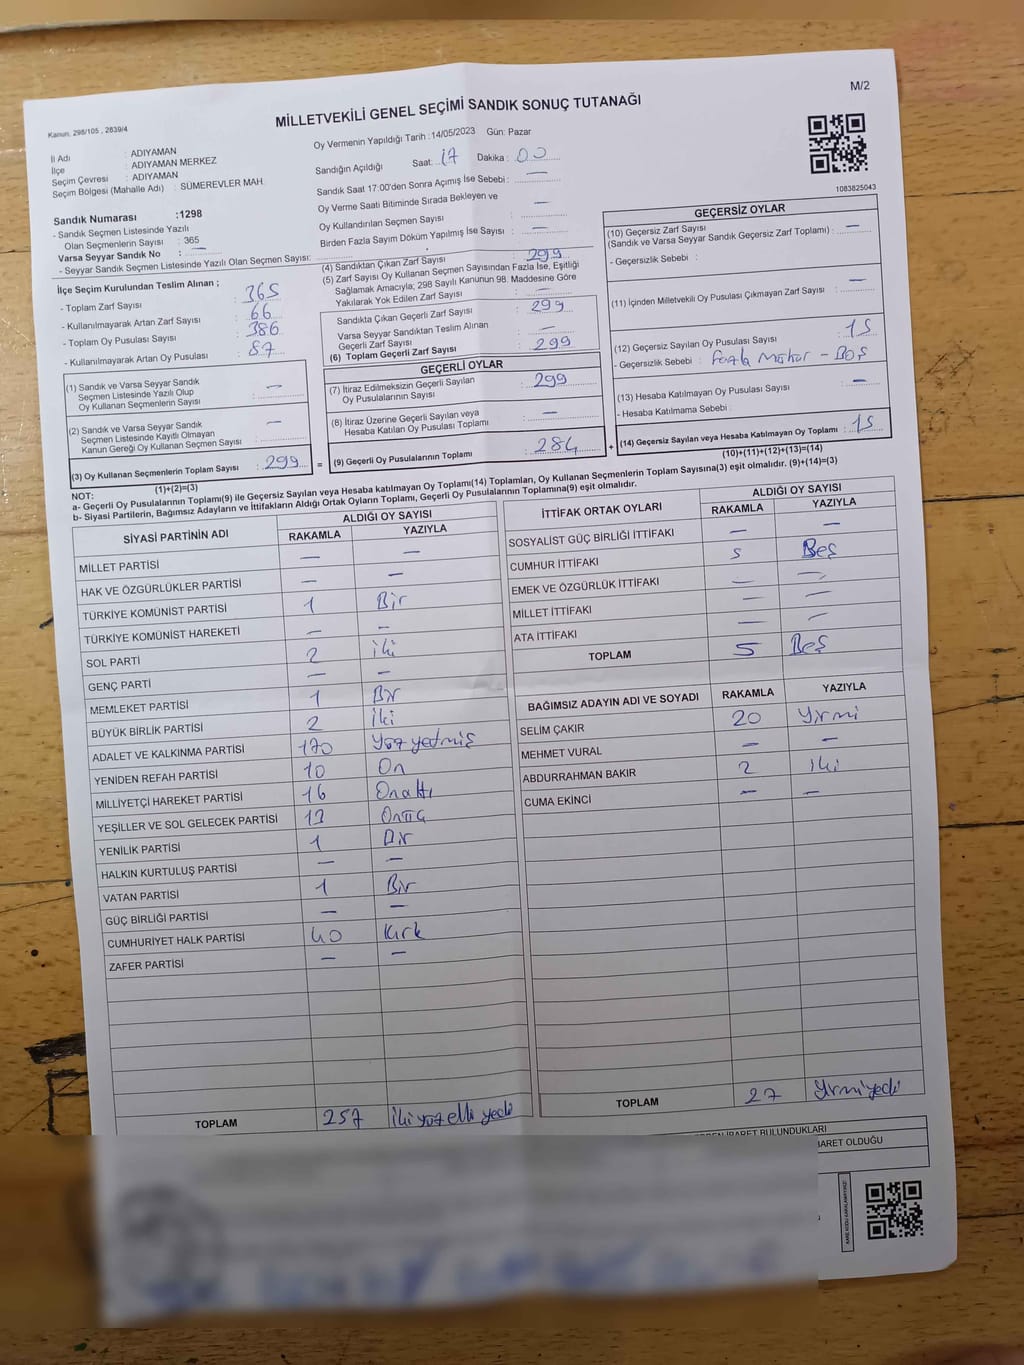 M/2
Kanun: 298/105 , 2839/4
MİLLETVEKİLİ GENEL SEÇİMİ SANDIK SONUÇ TUTANAĞI
İl Adı : ADIYAMAN
İlçe : ADIYAMAN MERKEZ
Seçim Çevresi : ADIYAMAN
Seçim Bölgesi (Mahalle Adı) : SÜMEREVLER MAH.
Sandık Numarası :1298
- Sandık Seçmen Listesinde Yazılı
Olan Seçmenlerin Sayısı : 365
Varsa Seyyar Sandık No : —
- Seyyar Sandık Seçmen Listesinde Yazılı Olan Seçmen Sayısı:
Oy Vermenin Yapıldığı Tarih :14/05/2023 Gün: Pazar
Sandığın Açıldığı Saat: 17 Dakika : 00
Sandık Saat 17:00'den Sonra Açımış İse Sebebi : —
Oy Verme Saati Bitiminde Sırada Bekleyen ve
Oy Kullandırılan Seçmen Sayısı : —
Birden Fazla Sayım Döküm Yapılmış İse Sayısı : —
1083825043
İlçe Seçim Kurulundan Teslim Alınan ;
- Toplam Zarf Sayısı : 365
- Kullanılmayarak Artan Zarf Sayısı : 66
- Toplam Oy Pusulası Sayısı : 386
- Kullanılmayarak Artan Oy Pusulası : 87
(1) Sandık ve Varsa Seyyar Sandık
Seçmen Listesinde Yazılı Olup
Oy Kullanan Seçmenlerin Sayısı : —
(2) Sandık ve Varsa Seyyar Sandık
Seçmen Listesinde Kayıtlı Olmayan
Kanun Gereği Oy Kullanan Seçmen Sayısı : —
(3) Oy Kullanan Seçmenlerin Toplam Sayısı : 299
(1)+(2)=(3)
(4) Sandıktan Çıkan Zarf Sayısı : 299
(5) Zarf Sayısı Oy Kullanan Seçmen Sayısından Fazla İse, Eşitliği
Sağlamak Amacıyla; 298 Sayılı Kanunun 98. Maddesine Göre
Yakılarak Yok Edilen Zarf Sayısı : —
Sandıkta Çıkan Geçerli Zarf Sayısı : 299
Varsa Seyyar Sandıktan Teslim Alınan
Geçerli Zarf Sayısı : —
(6) Toplam Geçerli Zarf Sayısı : 299
GEÇERLİ OYLAR
(7) İtiraz Edilmeksizin Geçerli Sayılan
Oy Pusulalarının Sayısı : 299
(8) İtiraz Üzerine Geçerli Sayılan veya
Hesaba Katılan Oy Pusulası Toplamı : —
= (9) Geçerli Oy Pusulalarının Toplamı : 284 +
GEÇERSİZ OYLAR
(10) Geçersiz Zarf Sayısı
(Sandık ve Varsa Seyyar Sandık Geçersiz Zarf Toplamı) : —
- Geçersizlik Sebebi :
(11) İçinden Milletvekili Oy Pusulası Çıkmayan Zarf Sayısı : —
(12) Geçersiz Sayılan Oy Pusulası Sayısı : 15
- Geçersizlik Sebebi : Fazla Mühür - Boş
(13) Hesaba Katılmayan Oy Pusulası Sayısı : —
- Hesaba Katılmama Sebebi :
(14) Geçersiz Sayılan veya Hesaba Katılmayan Oy Toplamı : 15
(10)+(11)+(12)+(13)=(14)
NOT:
a- Geçerli Oy Pusulalarının Toplamı(9) ile Geçersiz Sayılan veya Hesaba katılmayan Oy Toplamı(14) Toplamları, Oy Kullanan Seçmenlerin Toplam Sayısına(3) eşit olmalıdır. (9)+(14)=(3)
b- Siyasi Partilerin, Bağımsız Adayların ve İttifakların Aldığı Ortak Oyların Toplamı, Geçerli Oy Pusulalarının Toplamına(9) eşit olmalıdır.
SİYASİ PARTİNİN ADI ALDIĞI OY SAYISI
RAKAMLA YAZIYLA
MİLLET PARTİSİ — —
HAK VE ÖZGÜRLÜKLER PARTİSİ — —
TÜRKİYE KOMÜNİST PARTİSİ 1 Bir
TÜRKİYE KOMÜNİST HAREKETİ — —
SOL PARTİ 2 iki
GENÇ PARTİ — —
MEMLEKET PARTİSİ 1 Bir
BÜYÜK BİRLİK PARTİSİ 2 iki
ADALET VE KALKINMA PARTİSİ 170 Yüz yetmiş
YENİDEN REFAH PARTİSİ 10 On
MİLLİYETÇİ HAREKET PARTİSİ 16 Onaltı
YEŞİLLER VE SOL GELECEK PARTİSİ
YENİLİK PARTİSİ 1 Bir
HALKIN KURTULUŞ PARTİSİ — —
VATAN PARTİSİ 1 Bir
GÜÇ BİRLİĞİ PARTİSİ — —
CUMHURİYET HALK PARTİSİ 40 Kırk
ZAFER PARTİSİ — —
TOPLAM 257 İkiyüz elli yedi
İTTİFAK ORTAK OYLARI ALDIĞI OY SAYISI
RAKAMLA YAZIYLA
SOSYALİST GÜÇ BİRLİĞİ İTTİFAKI — —
CUMHUR İTTİFAKI 5 Beş
EMEK VE ÖZGÜRLÜK İTTİFAKI — —
MİLLET İTTİFAKI — —
ATA İTTİFAKI — —
TOPLAM 5 Beş
BAĞIMSIZ ADAYIN ADI VE SOYADI RAKAMLA YAZIYLA
SELİM ÇAKIR 20 Yirmi
MEHMET VURAL — —
ABDURRAHMAN BAKIR 2 iki
CUMA EKİNCİ — —
TOPLAM 27 Yirmiyedi
BULUNDUKLARI
OLDUĞU